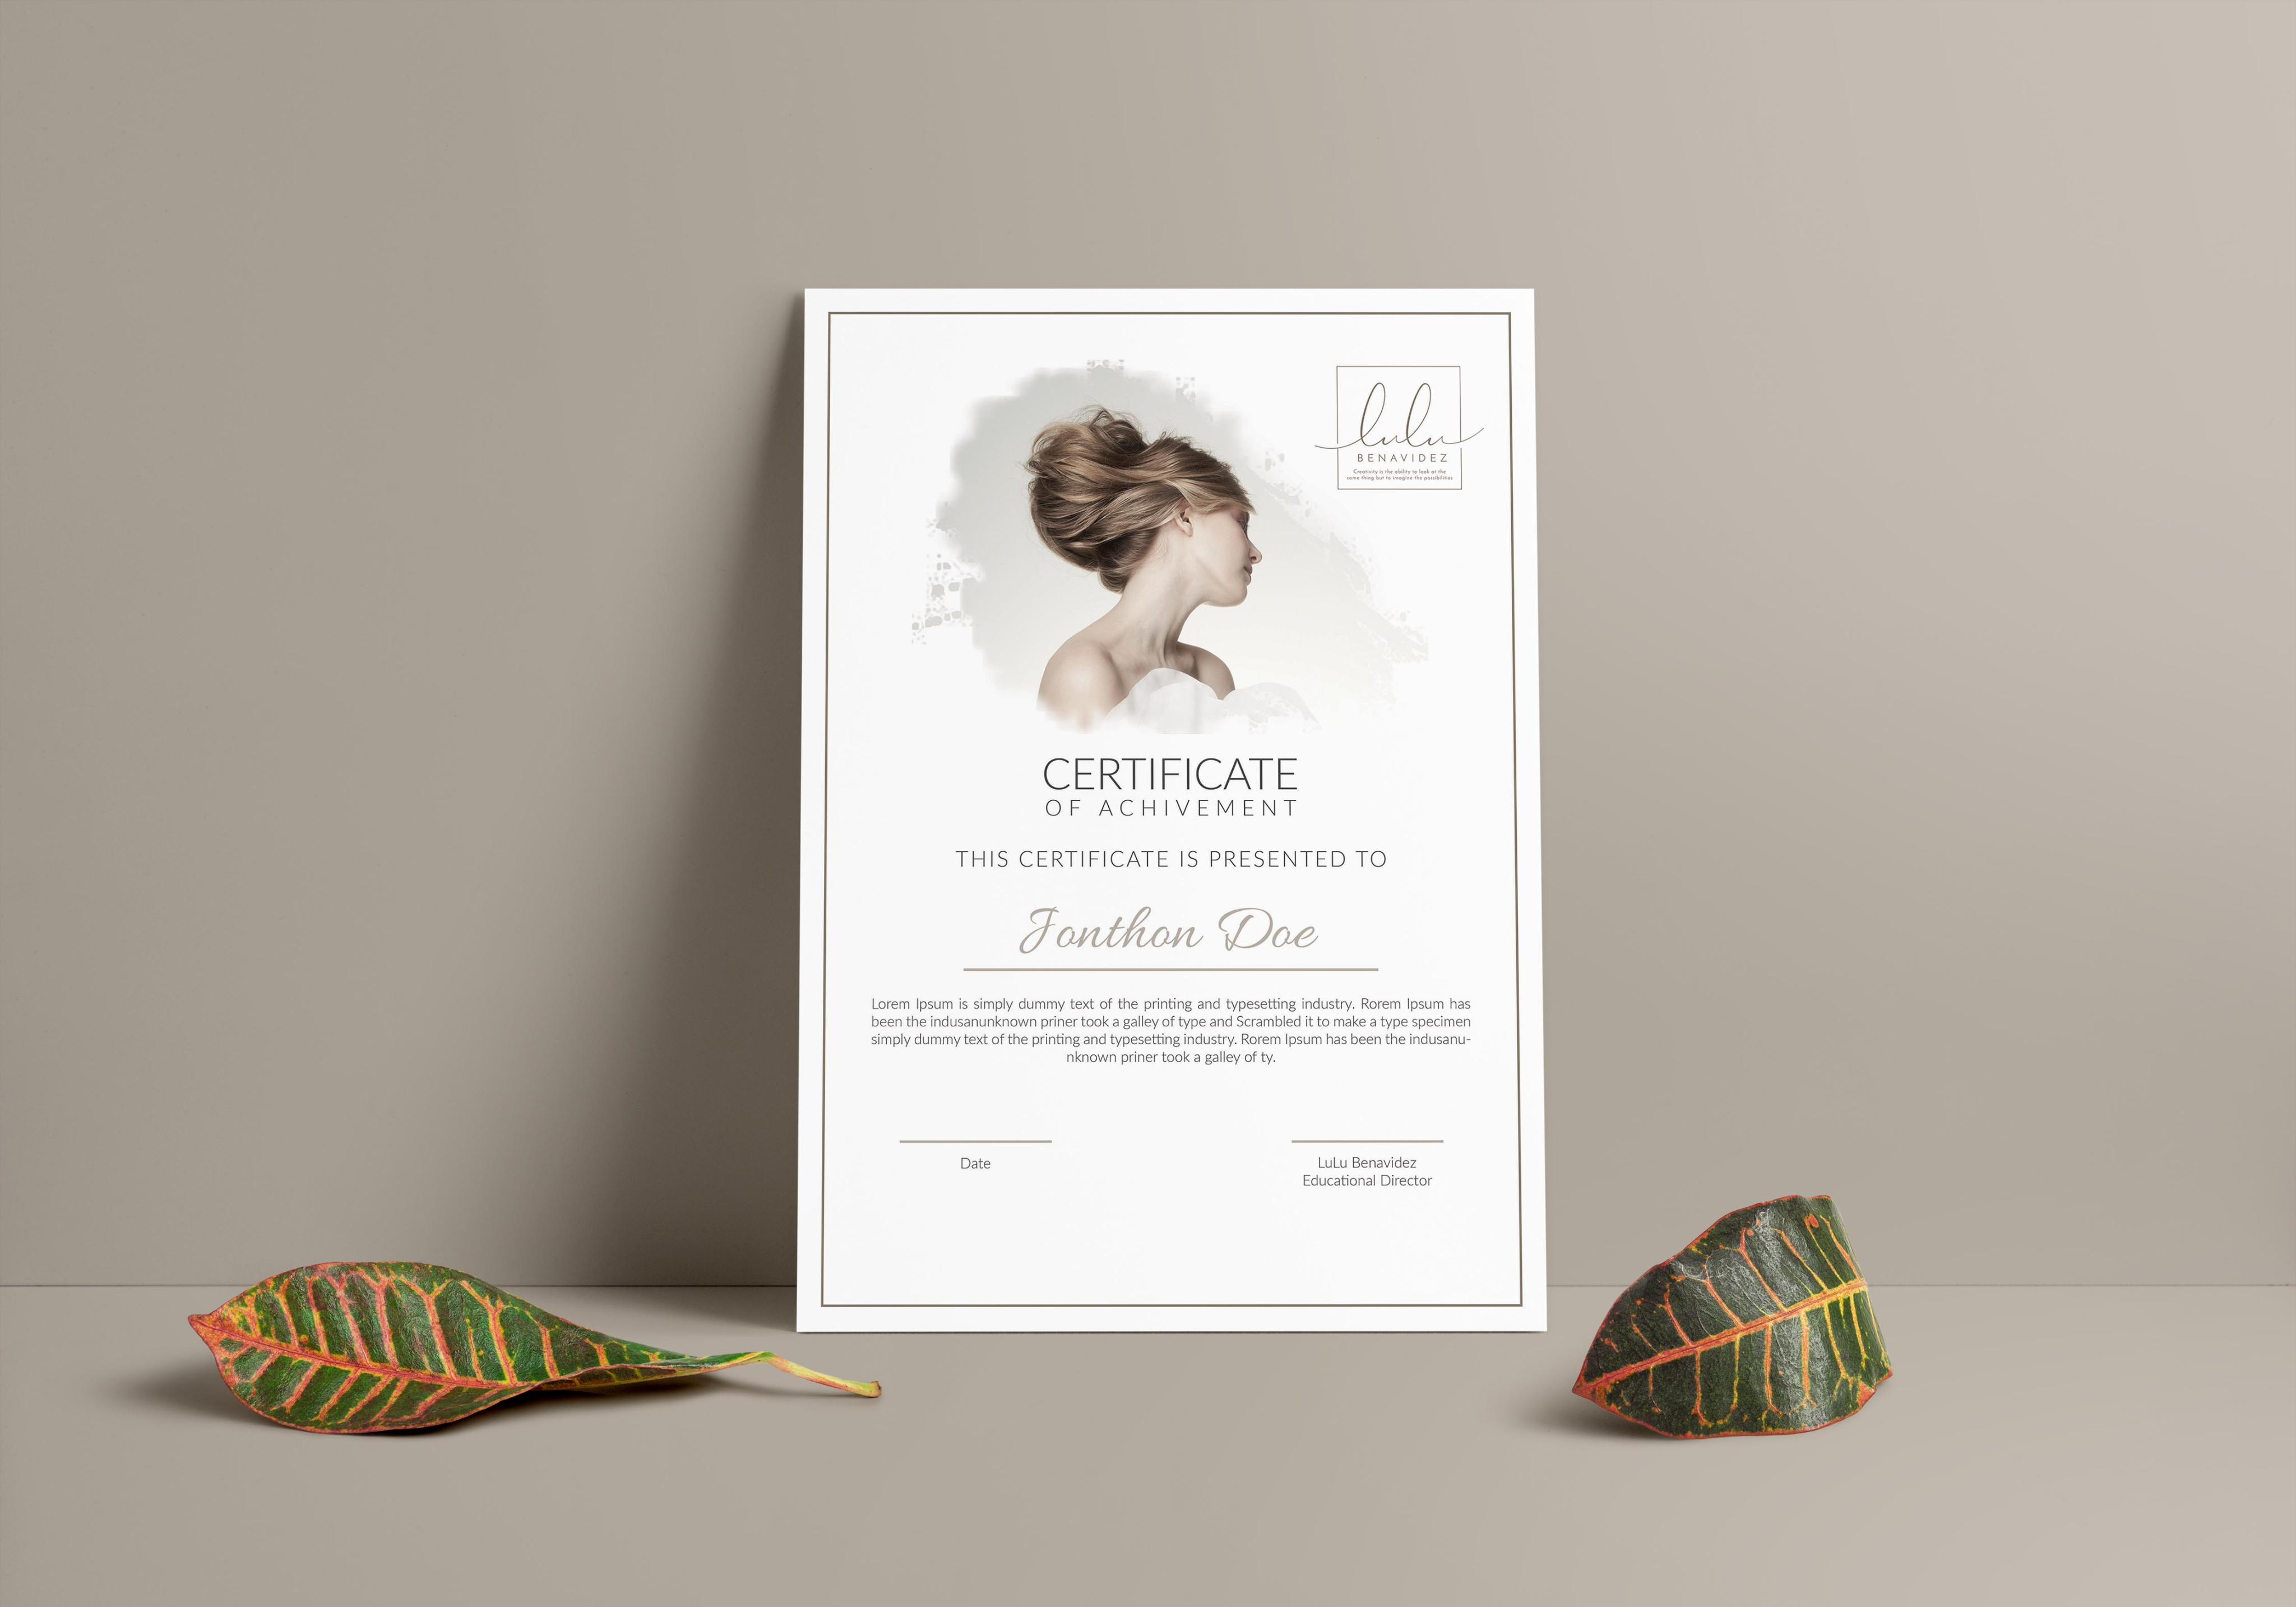 lulu
BENAVIDEZ
Creativity is the ability to look at the
same thing but to imagine the possibilities
CERTIFICATE
OF ACHIVEMENT
THIS CERTIFICATE IS PRESENTED TO
Jonthon Doe
Lorem Ipsum is simply dummy text of the printing and typesetting industry. Rorem Ipsum has
been the indusanunknown priner took a galley of type and Scrambled it to make a type specimen
simply dummy text of the printing and typesetting industry. Rorem Ipsum has been the indusanu-
nknown priner took a galley of ty.
Date
LuLu Benavidez
Educational Director